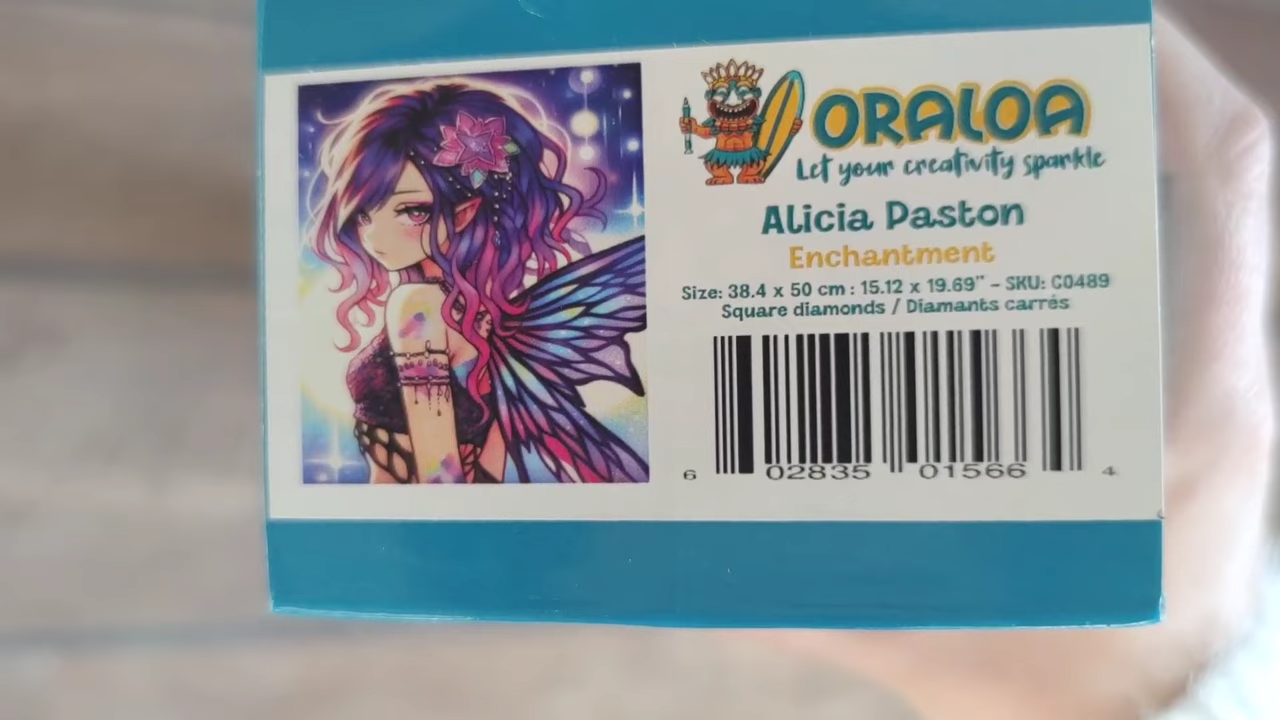 ORALOA
Let your creativity sparkle
Alicia Paston
Enchantment
Size: 38.4 x 50 cm : 15.12 x 19.69" - SKU: C0489
Square diamonds / Diamants carrés
6 02835 01566 4